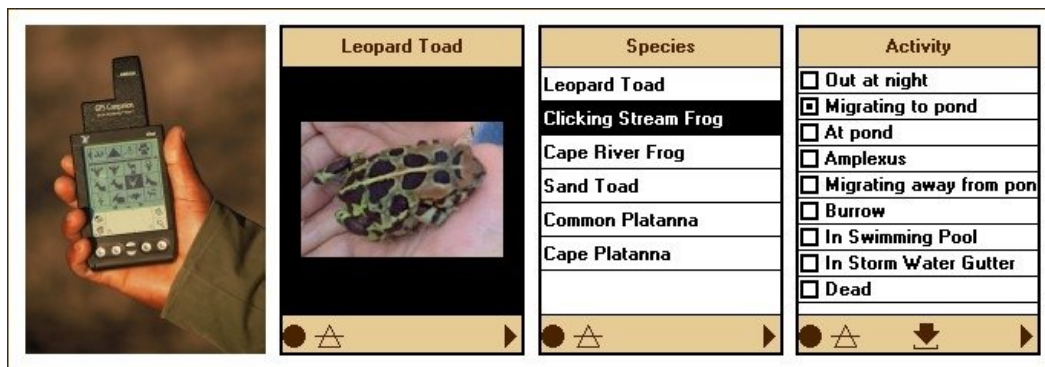 GPS Companion
Leopard Toad
Species
Leopard Toad
Clicking Stream Frog
Cape River Frog
Sand Toad
Common Platanna
Cape Platanna
Activity
Out at night
Migrating to pond
At pond
Amplexus
Migrating away from pon
Burrow
In Swimming Pool
In Storm Water Gutter
Dead